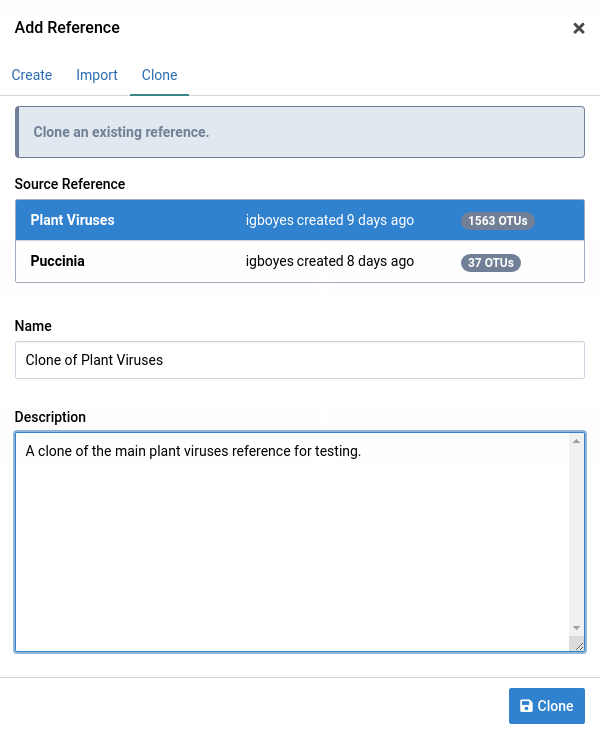 Add Reference
Create Import Clone
Clone an existing reference.
Source Reference
Plant Viruses igboyes created 9 days ago 1563 OTUs
Puccinia igboyes created 8 days ago 37 OTUs
Name
Clone of Plant Viruses
Description
A clone of the main plant viruses reference for testing.
Clone